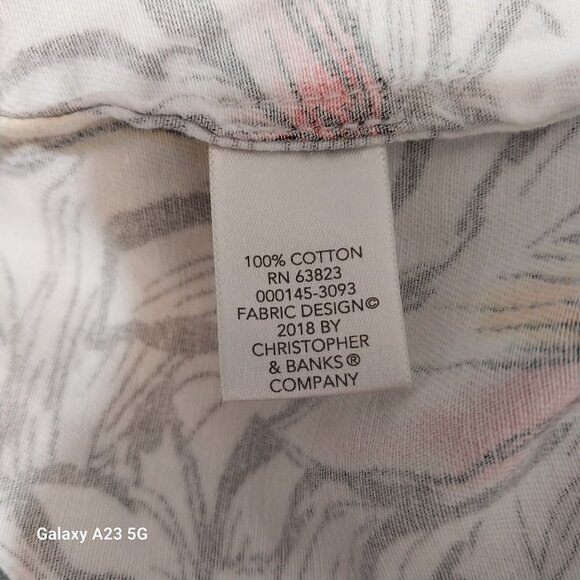 100% COTTON
RN 63823
000145-3093
FABRIC DESIGN©
2018 BY
CHRISTOPHER
& BANKS®
COMPANY
Galaxy A23 5G